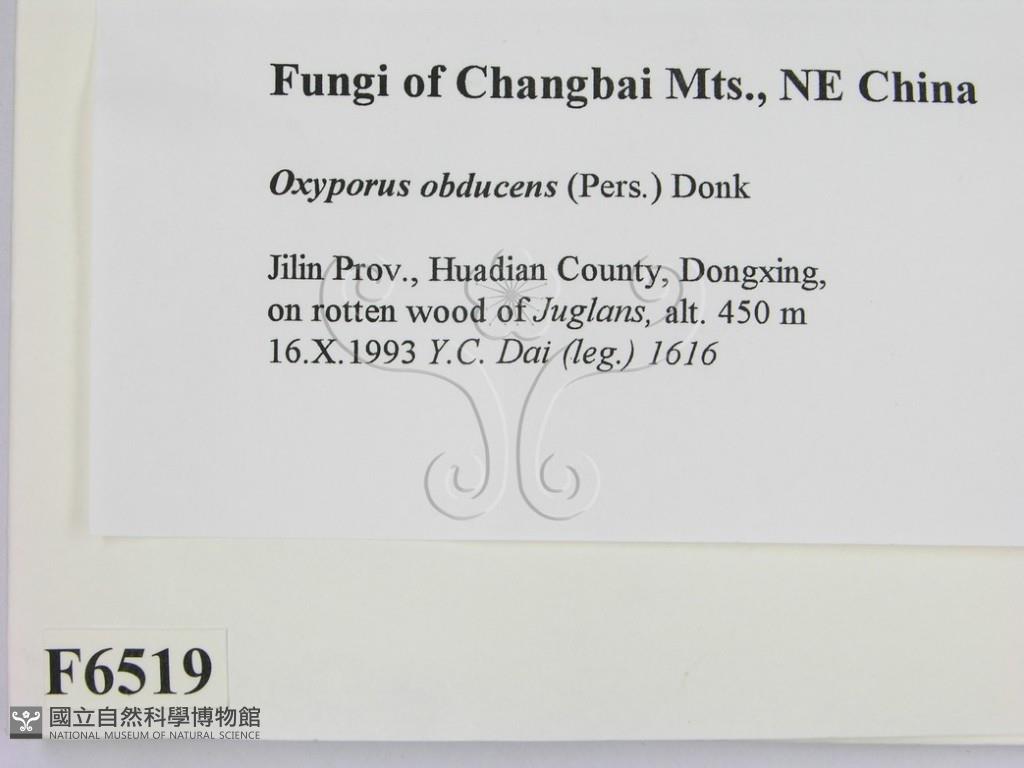 Fungi of Changbai Mts., NE China
Oxyporus obducens (Pers.) Donk
Jilin Prov., Huadian County, Dongxing,
on rotten wood of Juglans, alt. 450 m
16.X.1993 Y.C. Dai (leg.) 1616
F6519
國立自然科學博物館
NATIONAL MUSEUM OF NATURAL SCIENCE